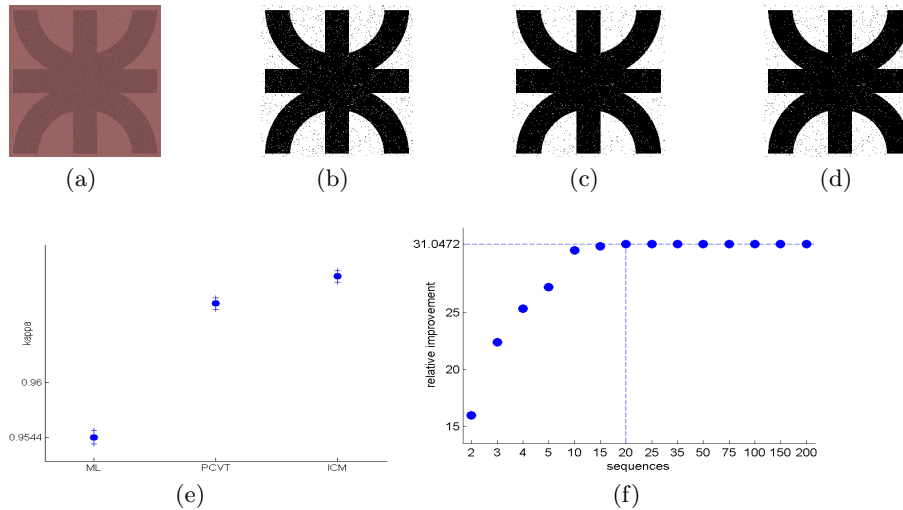 (a)
(b)
(c)
(d)
kappa
0.96
0.9544
ML
PCVT
ICM
(e)
31.0472
relative improvement
25
20
15
2 3 4 5 10 15 20 25 35 50 75 100 150 200
sequences
(f)